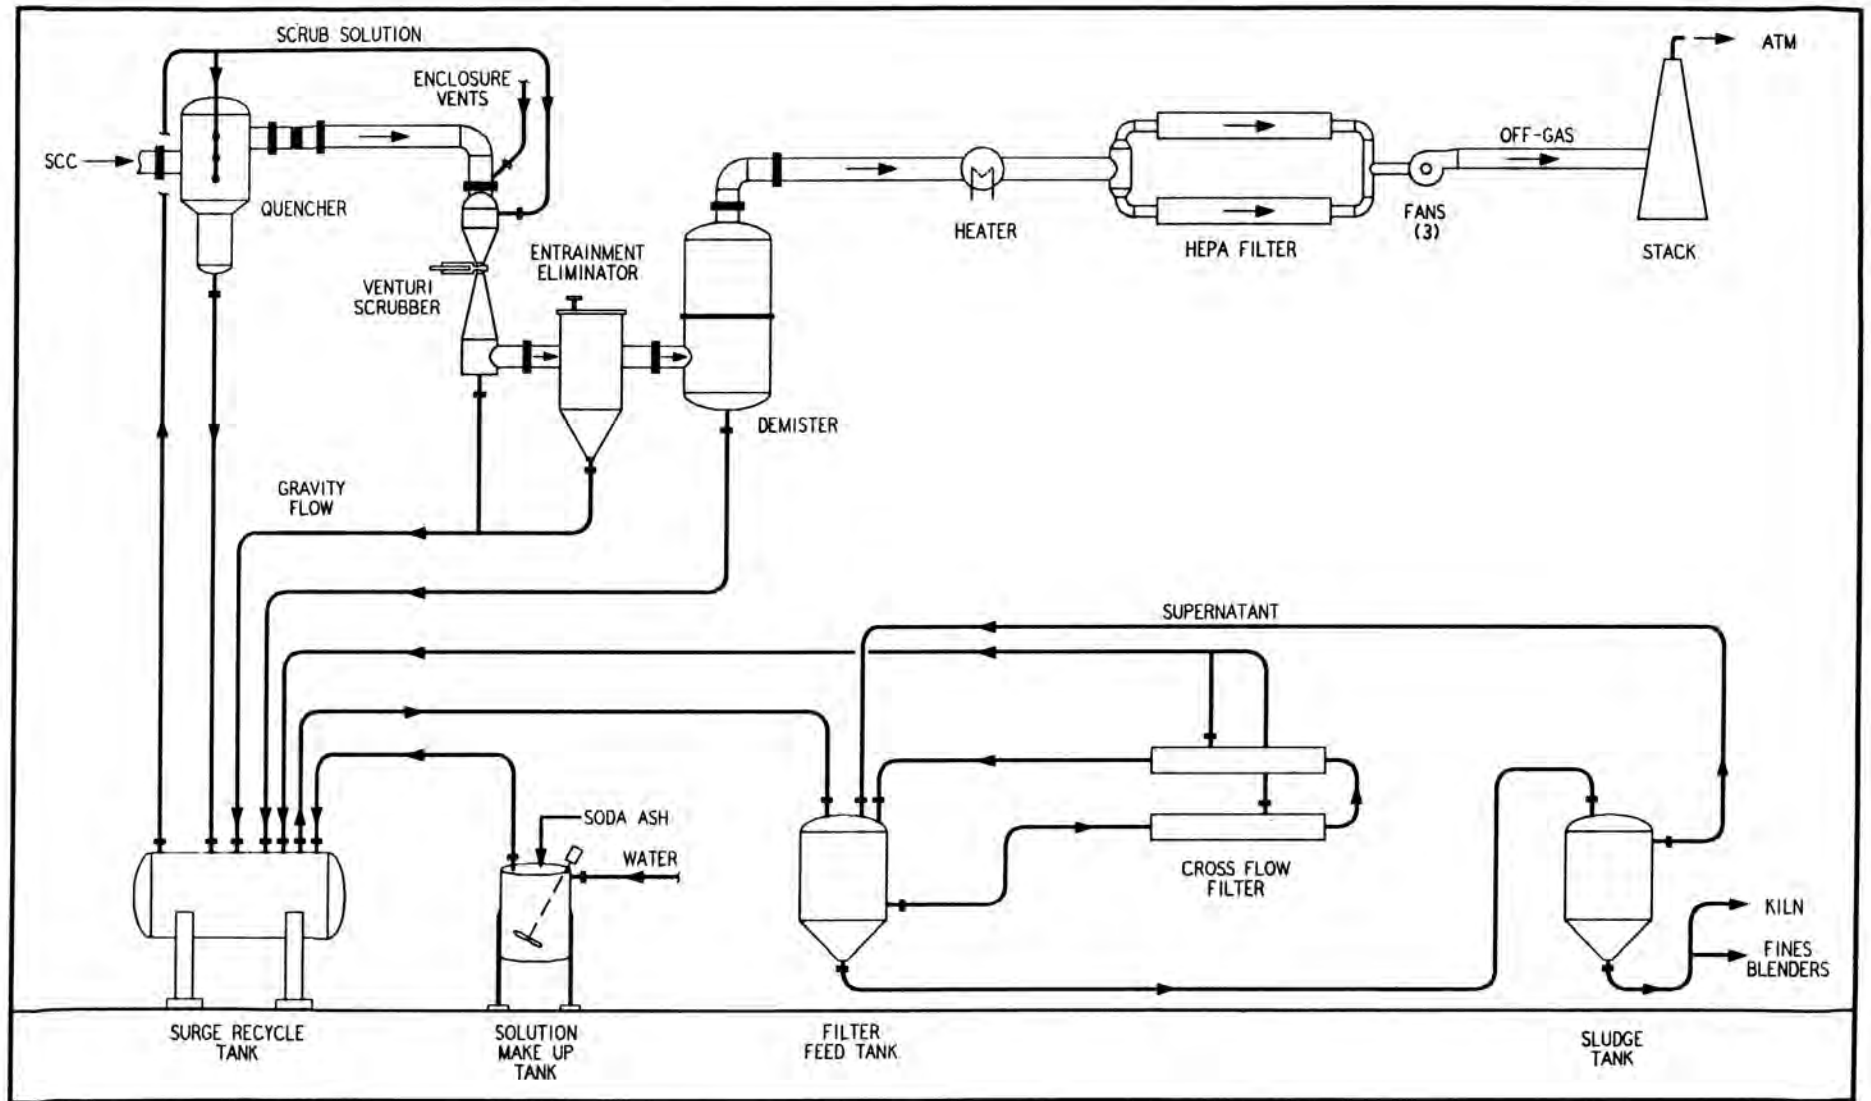 SCRUB SOLUTION
ENCLOSURE
VENTS
ATM
SCC
QUENCHER
OFF-GAS
HEATER
HEPA FILTER
FANS
(3)
STACK
ENTRAINMENT
ELIMINATOR
VENTURI
SCRUBBER
DEMISTER
GRAVITY
FLOW
SUPERNATANT
SODA ASH
WATER
CROSS FLOW
FILTER
KILN
FINES
BLENDERS
SURGE RECYCLE
TANK
SOLUTION
MAKE UP
TANK
FILTER
FEED TANK
SLUDGE
TANK